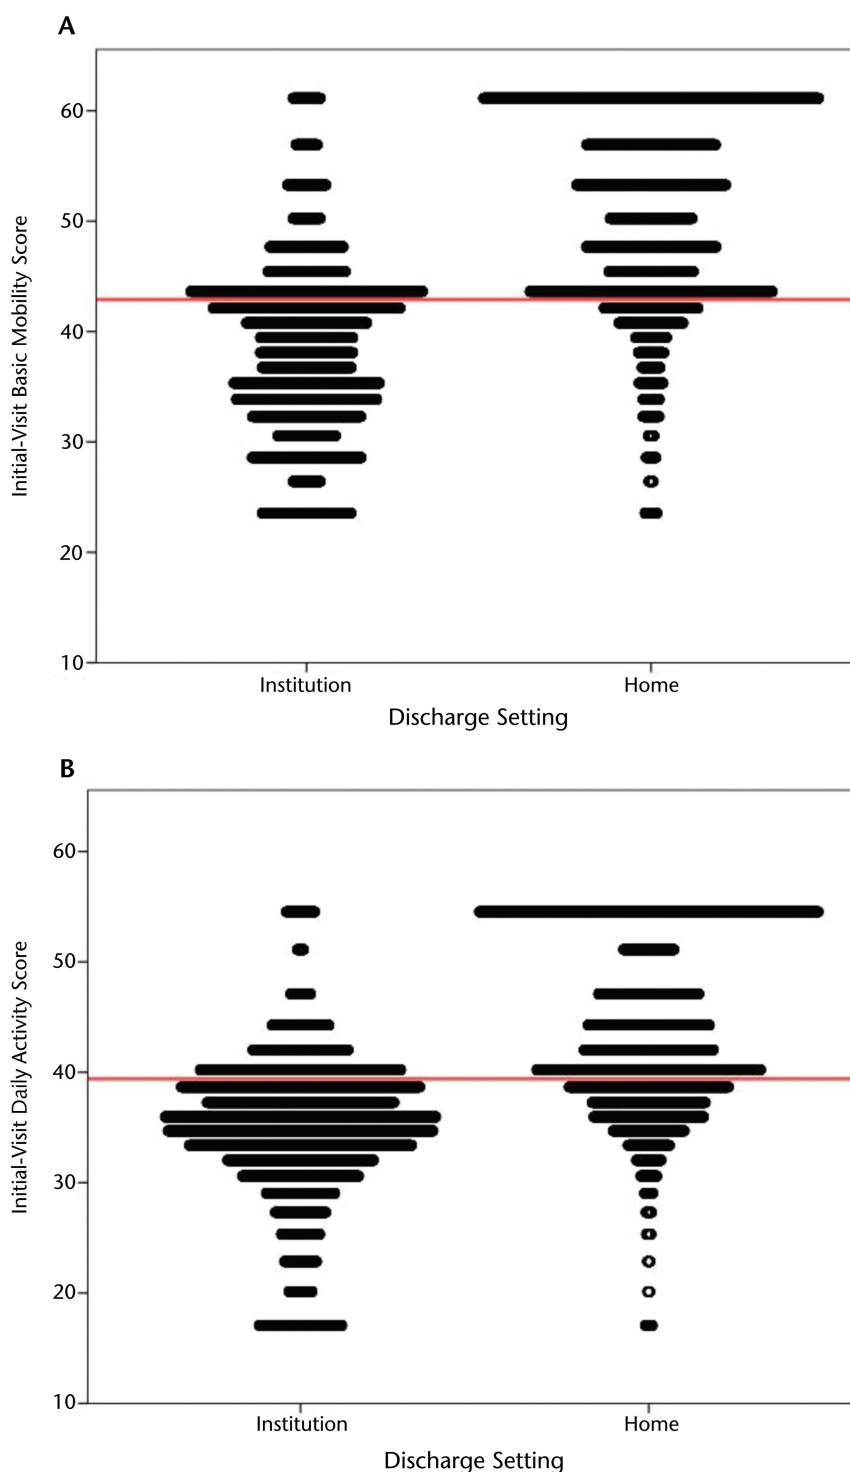 A
60
50
40
30
20
10
Initial-Visit Basic Mobility Score
Institution
Home
Discharge Setting
B
60
50
40
30
20
10
Initial-Visit Daily Activity Score
Institution
Home
Discharge Setting